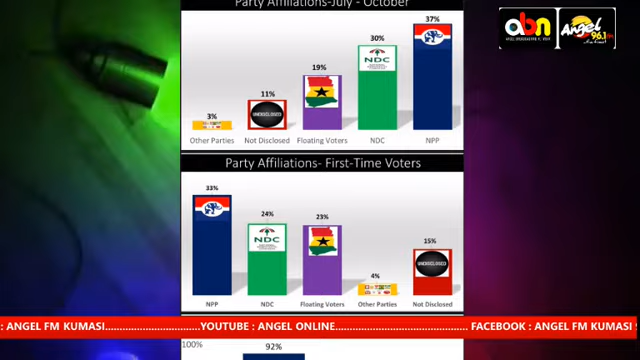 Party Affiliations-July - October
37%
30%
19%
11%
3%
NDC
UNDISCLOSED
Other Parties
Not Disclosed
Floating Voters
NDC
NPP
abn
Angel
96.1 fm
Party Affiliations- First-Time Voters
33%
24%
23%
15%
4%
NDC
UNDISCLOSED
NPP
NDC
Floating Voters
Other Parties
Not Disclosed
: ANGEL FM KUMASI..................................YOUTUBE : ANGEL ONLINE..................................FACEBOOK : ANGEL FM KUMASI
100%
92%